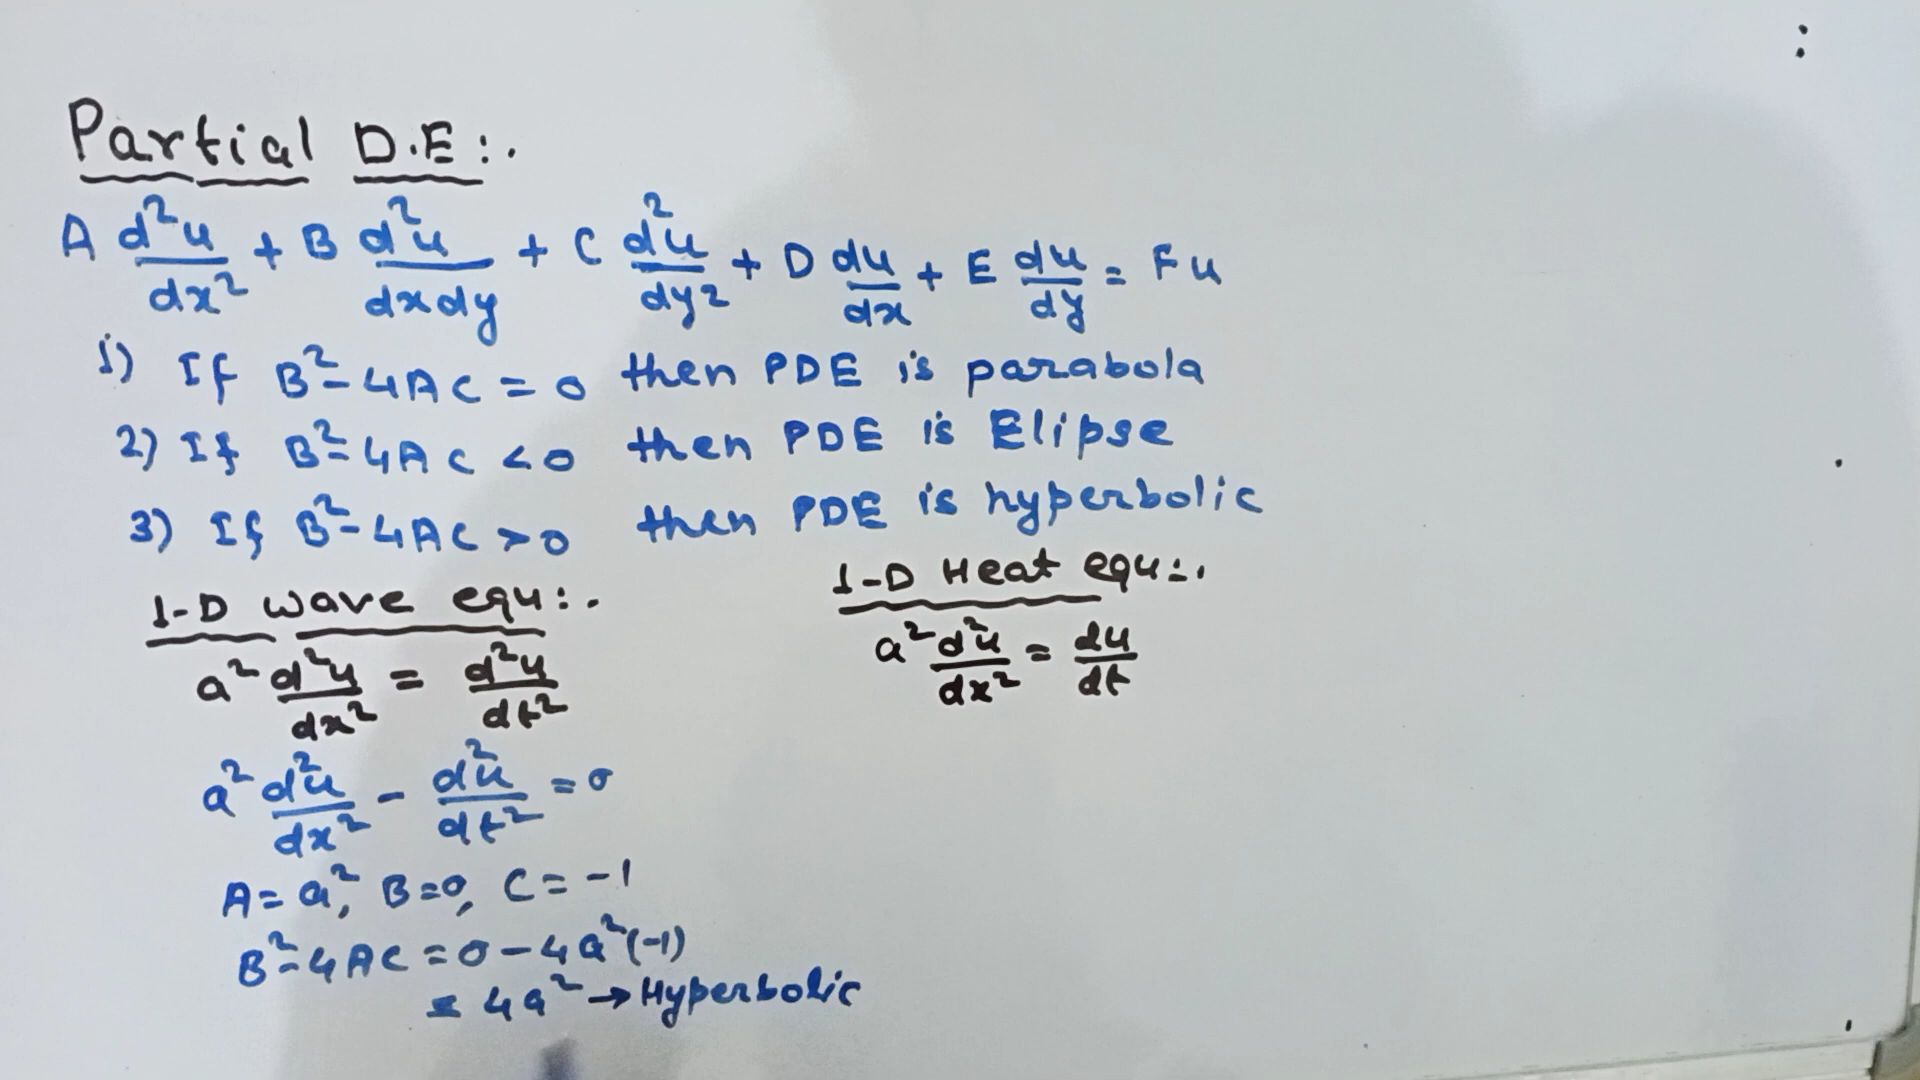 Partial D.E:.
A d²u/dx² + B d²u/dxdy + C d²u/dy² + D du/dx + E du/dy = Fu
1) If B²-4AC = 0 then PDE is parabola
2) If B²-4AC <0 then PDE is Elipse
3) If B²-4AC >0 then PDE is hyperbolic
1-D wave equ:.
a² d²u/dx² = d²u/dt²
a² d²u/dx² - d²u/dt² = 0
A = a², B=0, C = -1
B²-4AC = 0 - 4a²(-1)
= 4a² → Hyperbolic
1-D Heat equ:.
a² d²u/dx² = du/dt